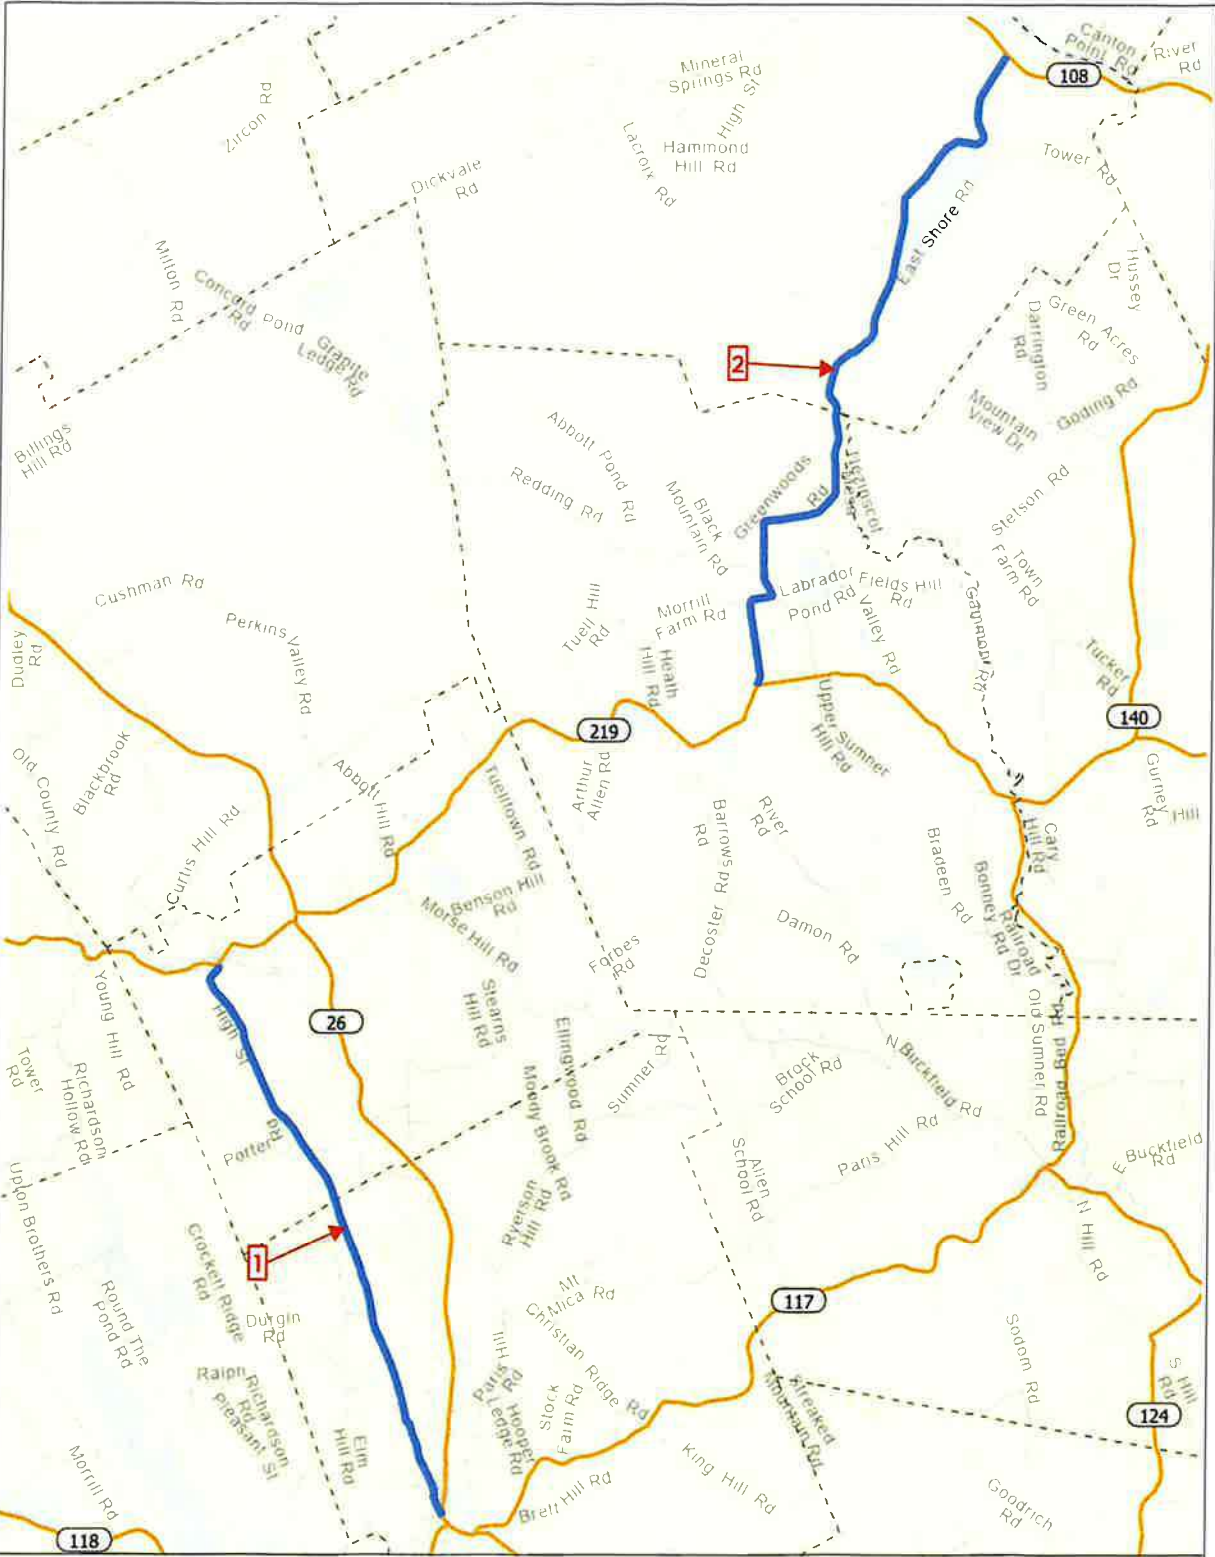 Canton
Point Rd
River
Rd
108
Mineral
Springs Rd
High St
Hammond
Hill Rd
Lacroix Rd
Zircon Rd
Dickvale
Rd
Tower Rd
East Shore Rd
Milton Rd
Concord
Rd
Pond
Granite
Ledge Rd
Hussey
Dr
Green Acres
Rd
Darrington
Rd
2
Mountain
View Dr
Goding Rd
Billings
Hill Rd
Abbott Pond Rd
Redding Rd
Black
Mountain Rd
Greenwoods
Rd
Stetson Rd
Town
Farm Rd
Cushman Rd
Perkins Valley Rd
Tuell Hill
Rd
Morrill
Farm Rd
Labrador
Pond Rd
Fields Hill
Rd
Valley Rd
Gammon Rd
Dudley
Rd
Heath
Hill Rd
Tucker
Rd
219
140
Upper Sumner
Hill Rd
Old County Rd
Blackbrook
Rd
Abbott Hill Rd
Arthur
Allen Rd
Tuelltown Rd
Gurney
Rd
Hill
Curtis Hill Rd
Barrows
Rd
River
Rd
Cary
Hill Rd
Bradeen Rd
Bonney Rd
Railroad
Dr
Benson Hill
Rd
Morse Hill Rd
Decoster Rd
Damon Rd
Forbes
Rd
Young Hill Rd
High St
Stearns
Hill Rd
26
Old Sumner Rd
Railroad Bed Rd
Ellingwood Rd
Sumner Rd
Brock
School Rd
N Buckfield Rd
Tower
Rd
Richardson
Hollow Rd
Moody Brook Rd
Porter Rd
Paris Hill Rd
E Buckfield
Rd
Allen
School Rd
Upton Brothers Rd
Ryerson
Hill Rd
N Hill Rd
1
Crockett Ridge
Rd
Mt
Mica Rd
117
Round The
Pond Rd
Durgin
Rd
Christian Ridge Rd
Sodom Rd
Paris Hill
Rd
S Hill
Rd
Ralph Richardson
Rd
Pleasant St
Stock
Farm Rd
Hooper
Ledge Rd
Streaked
Mountain Rd
124
Elm
Hill Rd
Morrill Rd
King Hill Rd
Brett Hill Rd
Goodrich
Rd
118